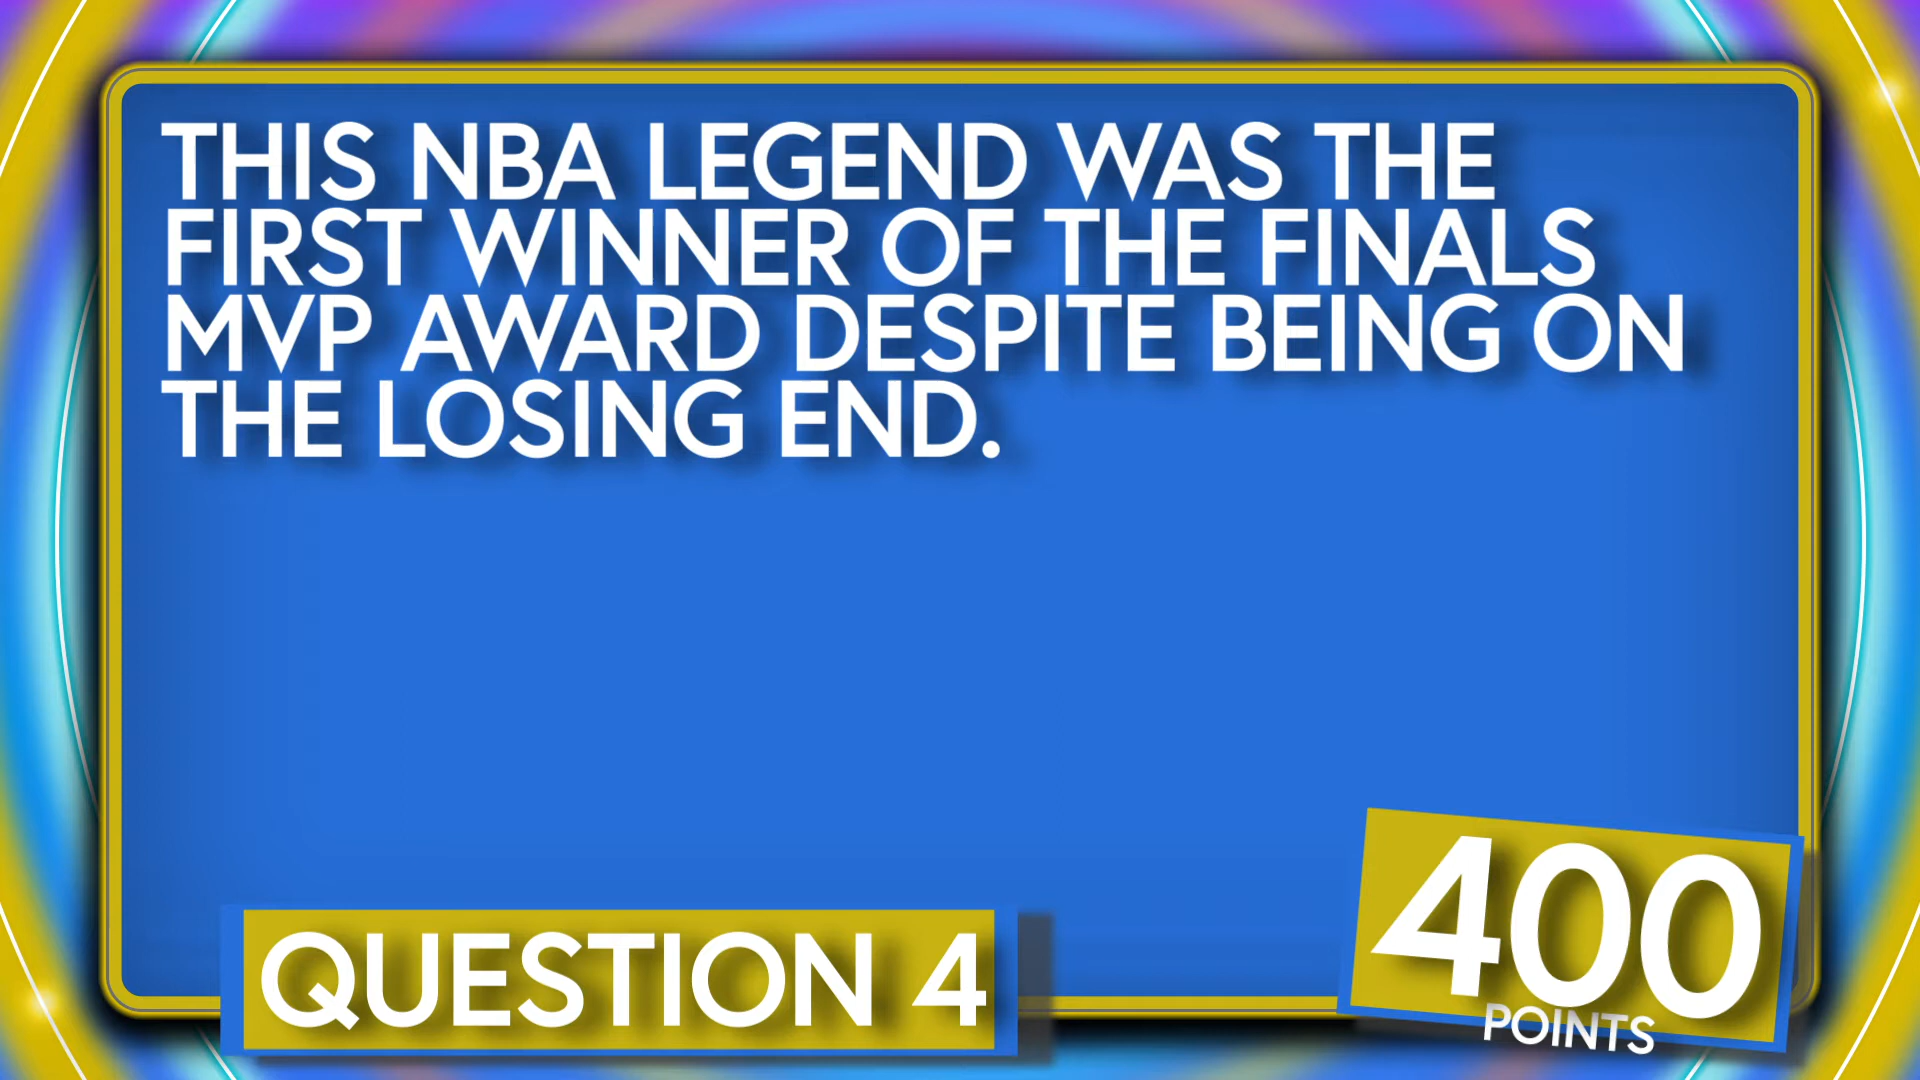 THIS NBA LEGEND WAS THE
FIRST WINNER OF THE FINALS
MVP AWARD DESPITE BEING ON
THE LOSING END.
QUESTION 4
400
POINTS